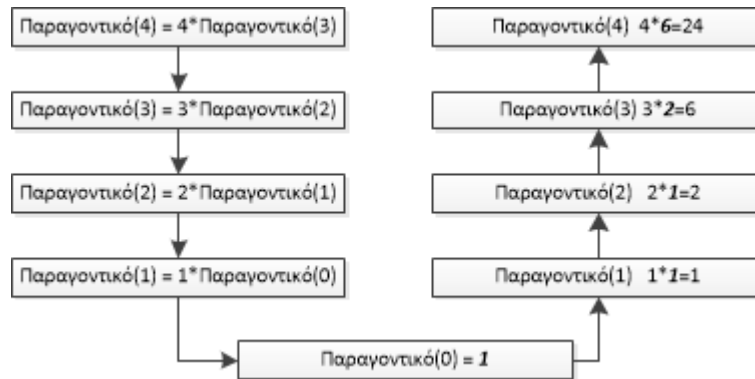 Παραγοντικό(4) = 4*Παραγοντικό(3)
Παραγοντικό(3) = 3*Παραγοντικό(2)
Παραγοντικό(2) = 2*Παραγοντικό(1)
Παραγοντικό(1) = 1*Παραγοντικό(0)
Παραγοντικό(0) = 1
Παραγοντικό(1) 1*1=1
Παραγοντικό(2) 2*1=2
Παραγοντικό(3) 3*2=6
Παραγοντικό(4) 4*6=24